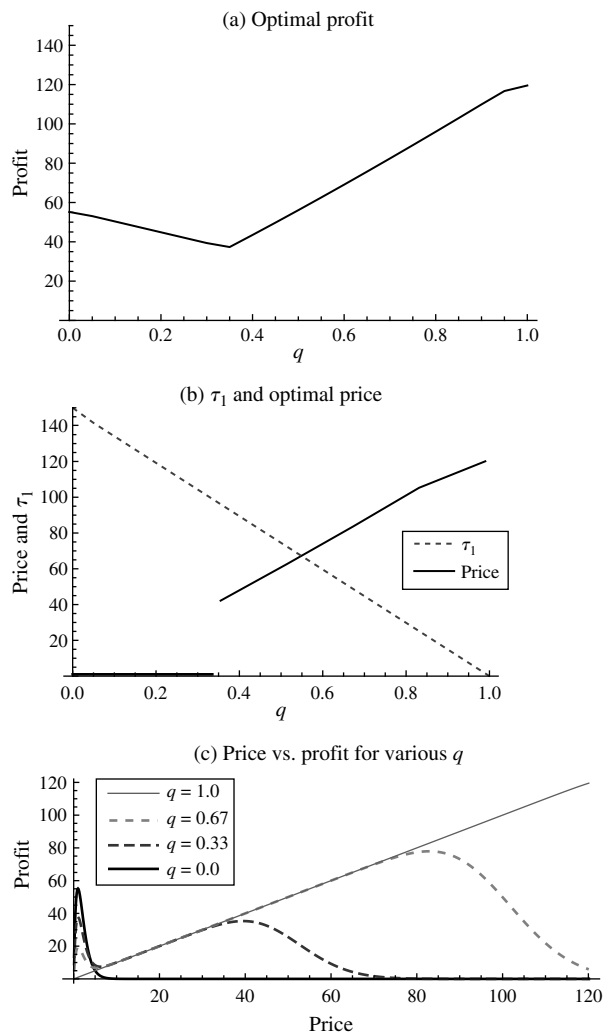 (a) Optimal profit
140
120
100
80
60
40
20
Profit
0.0 0.2 0.4 0.6 0.8 1.0
q
(b) τ1 and optimal price
140
120
100
80
60
40
20
Price and τ1
τ1
Price
0.0 0.2 0.4 0.6 0.8 1.0
q
(c) Price vs. profit for various q
120
100
80
60
40
20
Profit
q = 1.0
q = 0.67
q = 0.33
q = 0.0
20 40 60 80 100 120
Price